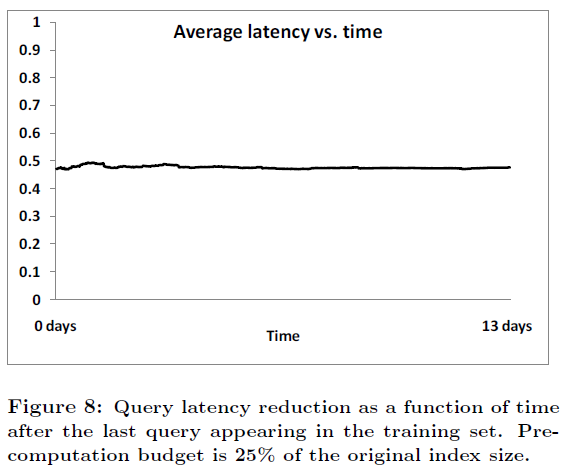 Average latency vs. time
1
0.9
0.8
0.7
0.6
0.5
0.4
0.3
0.2
0.1
0
0 days
13 days
Time
Figure 8: Query latency reduction as a function of time
after the last query appearing in the training set. Pre-
computation budget is 25% of the original index size.